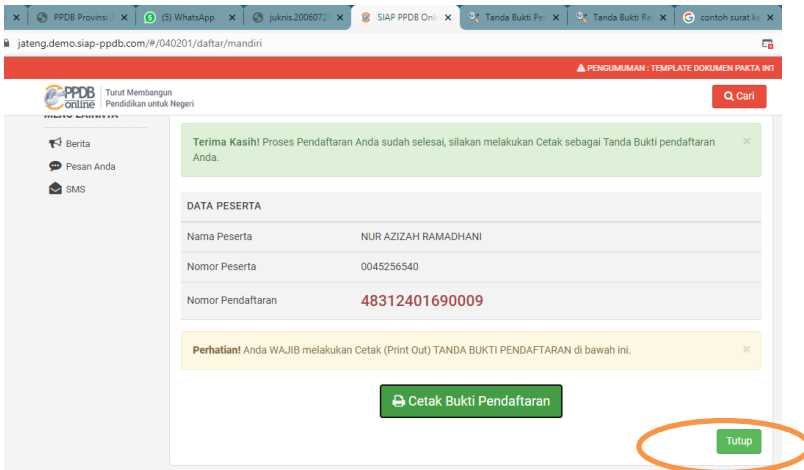 PPDB Provinsi J
(5) WhatsApp
juknis.2006072
SIAP PPDB Onli
Tanda Bukti Pen
Tanda Bukti Re
contoh surat k
jateng.demo.siap-ppdb.com/#/040201/daftar/mandiri
PENGUMUMAN : TEMPLATE DOKUMEN PAKTA INT
PPDB online
Turut Membangun
Pendidikan untuk Negeri
Cari
MENU LAINNYA
Berita
Pesan Anda
SMS
Terima Kasih! Proses Pendaftaran Anda sudah selesai, silakan melakukan Cetak sebagai Tanda Bukti pendaftaran
Anda.
DATA PESERTA
Nama Peserta NUR AZIZAH RAMADHANI
Nomor Peserta 0045256540
Nomor Pendaftaran 48312401690009
Perhatian! Anda WAJIB melakukan Cetak (Print Out) TANDA BUKTI PENDAFTARAN di bawah ini.
Cetak Bukti Pendaftaran
Tutup